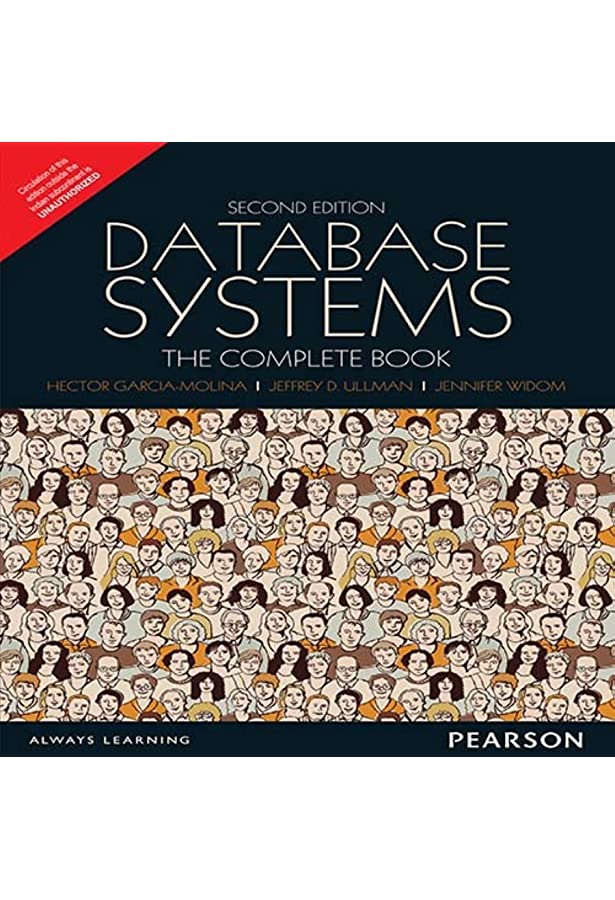 Circulation of this
edition outside the
Indian subcontinent is
UNAUTHORIZED
SECOND EDITION
DATABASE
SYSTEMS
THE COMPLETE BOOK
HECTOR GARCIA-MOLINA | JEFFREY D. ULLMAN | JENNIFER WIDOM
ALWAYS LEARNING
PEARSON